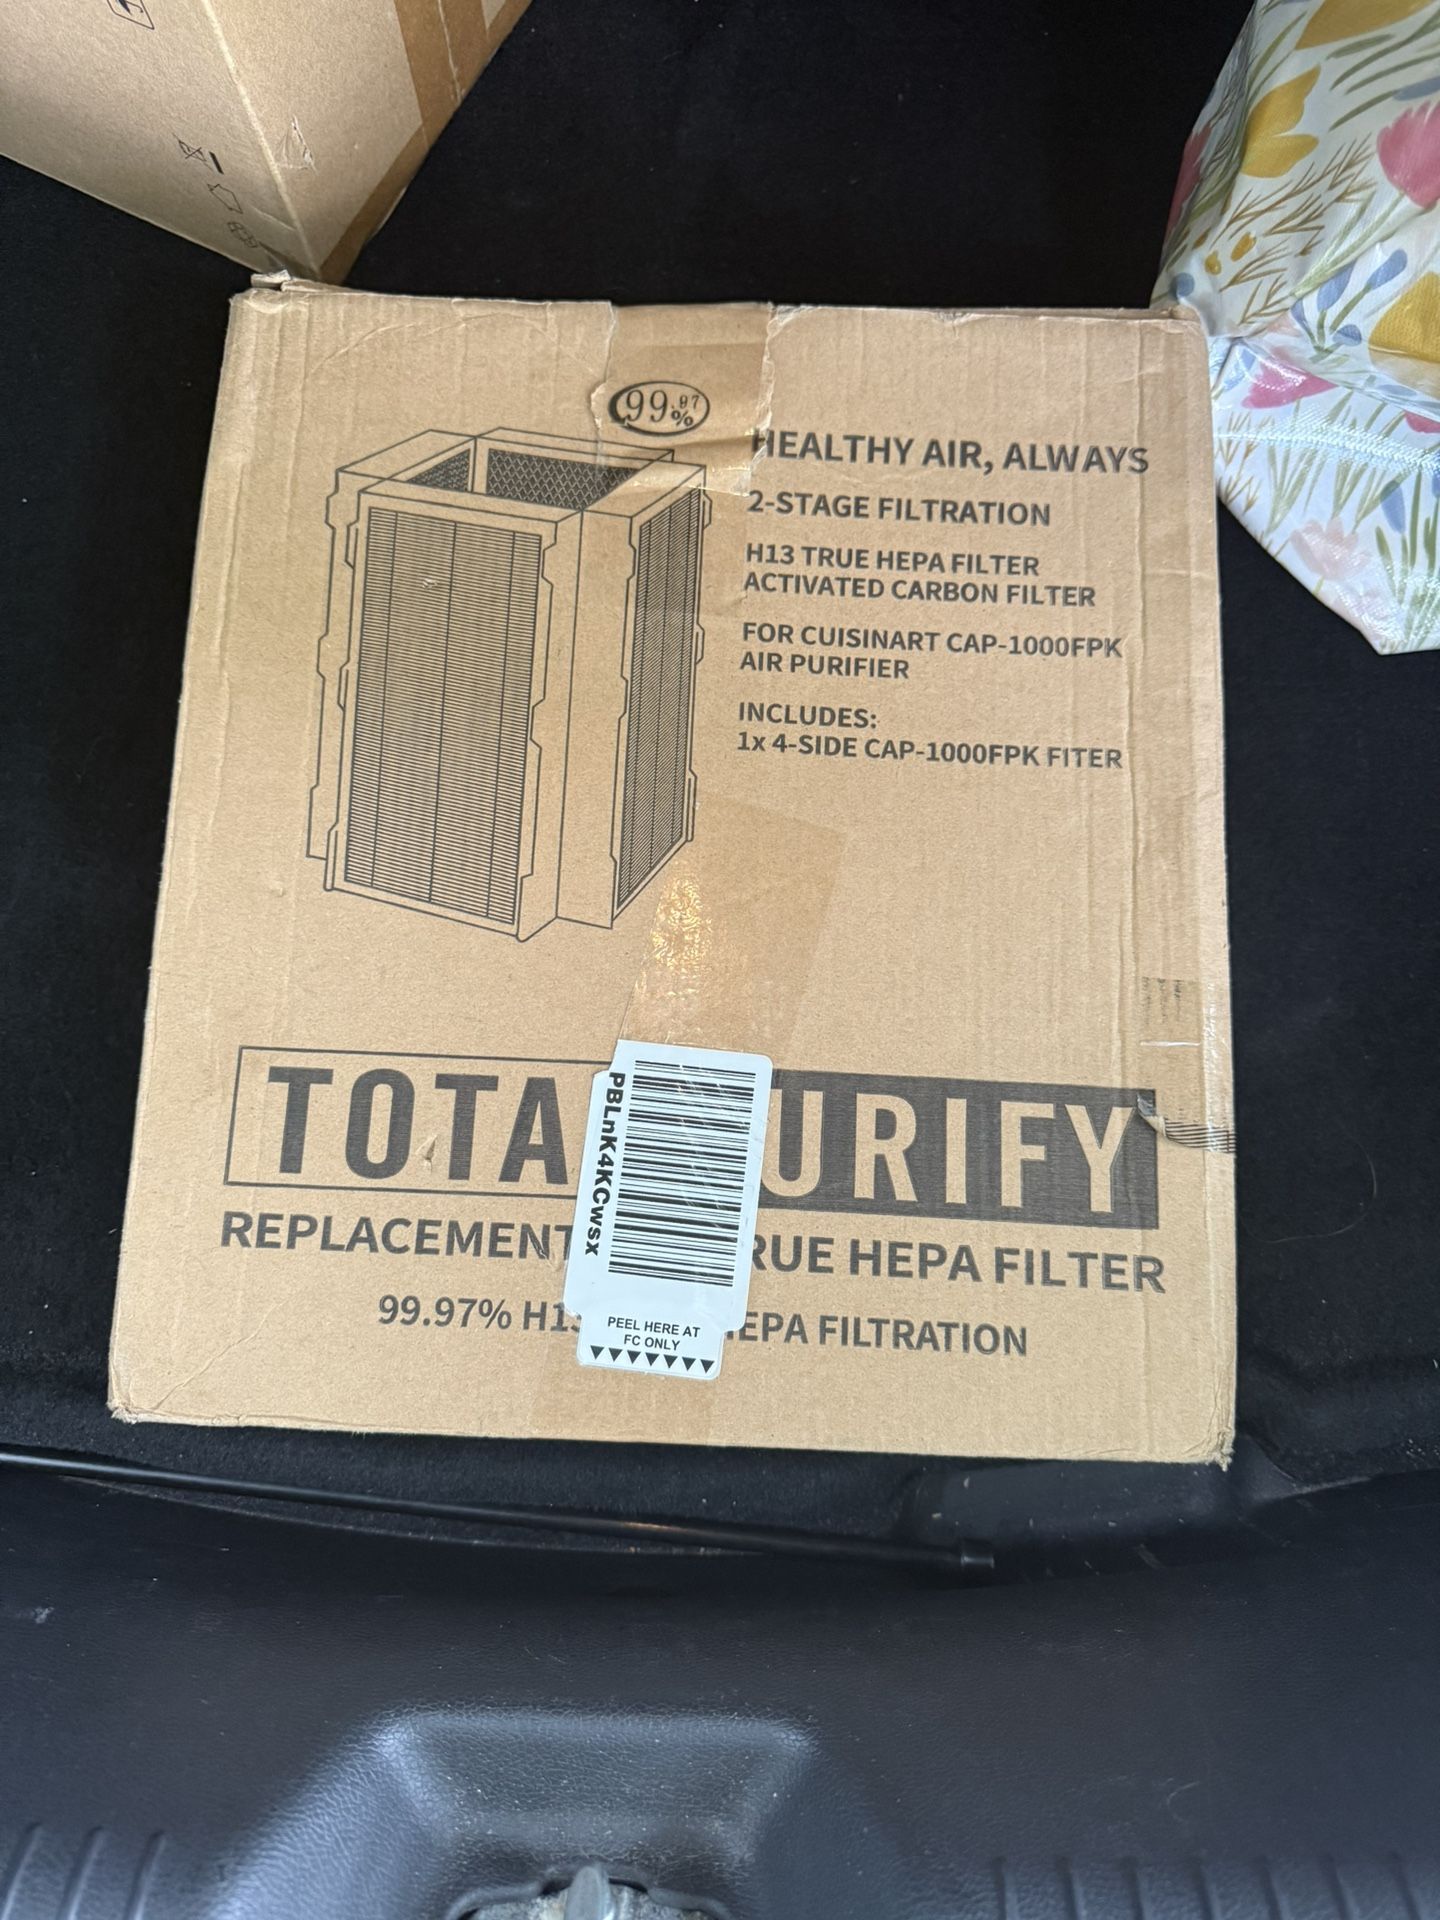 99.97%
HEALTHY AIR, ALWAYS
2-STAGE FILTRATION
H13 TRUE HEPA FILTER
ACTIVATED CARBON FILTER
FOR CUISINART CAP-1000FPK
AIR PURIFIER
INCLUDES:
1x 4-SIDE CAP-1000FPK FITER
TOTA URIFY
REPLACEMENT RUE HEPA FILTER
99.97% H13 EPA FILTRATION
PBLnK4KCwsx
PEEL HERE AT
FC ONLY